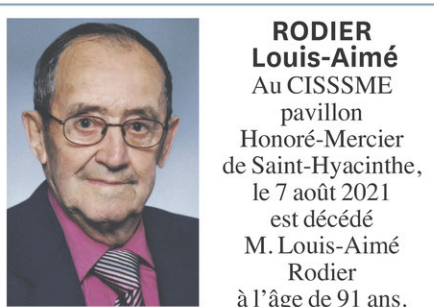 RODIER
Louis-Aimé
Au CISSSME
pavillon
Honoré-Mercier
de Saint-Hyacinthe,
le 7 août 2021
est décédé
M. Louis-Aimé
Rodier
à l'âge de 91 ans.